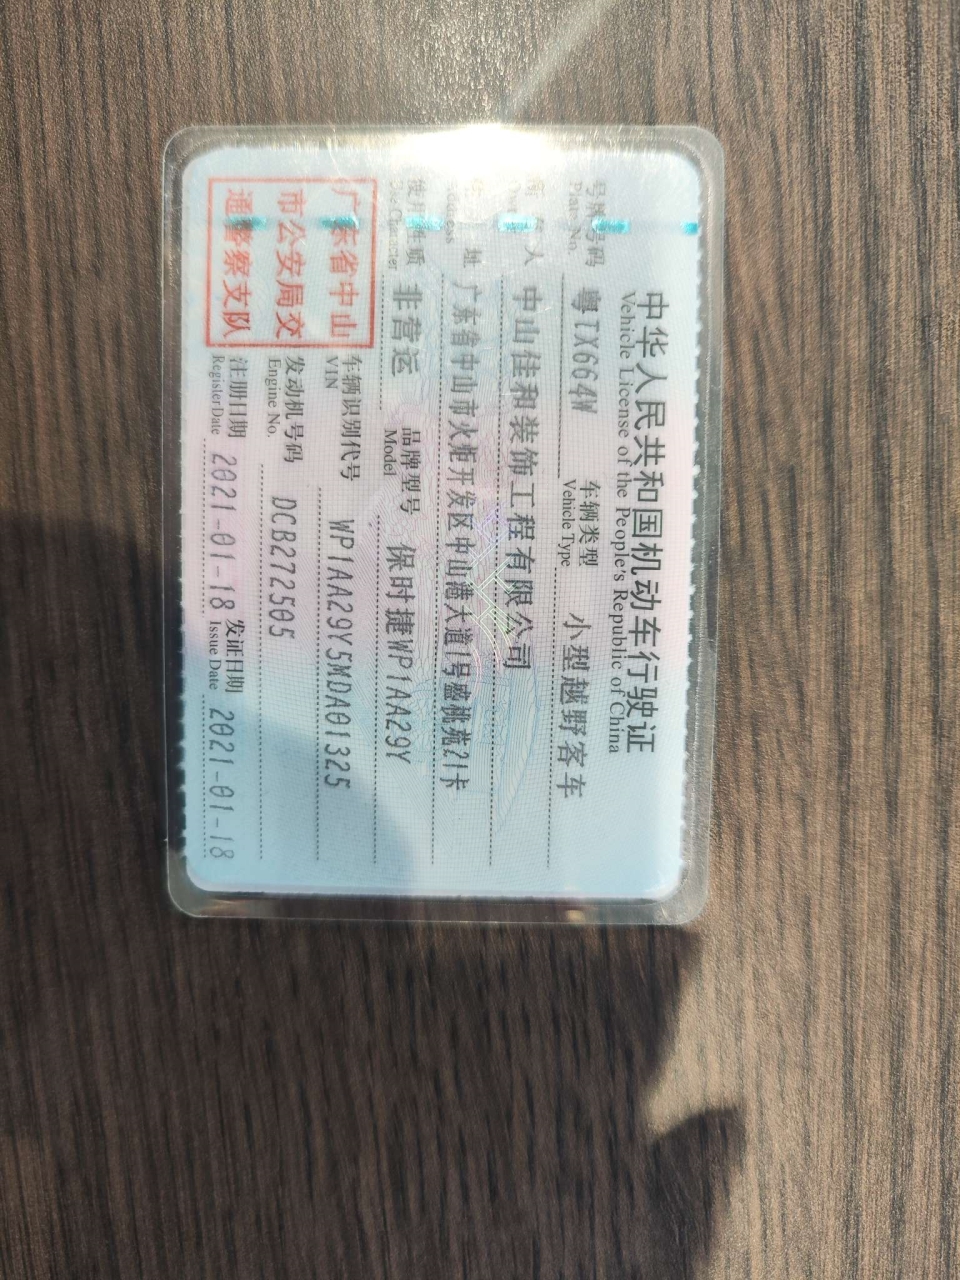 中华人民共和国机动车行驶证
Vehicle License of the People's Republic of China
号牌号码 粤TX664W 车辆类型 小型越野客车
Plate No. Vehicle Type
所有人 中山佳和装饰工程有限公司
住址 广东省中山市火炬开发区中山港大道1号盛桃苑21卡
Address
使用性质 非营运 品牌型号 保时捷WP1AA29Y
Use Character Model
广东省中山
市公安局交
通警察支队
车辆识别代号 WP1AA29Y5MDA01325
VIN
发动机号码 DCB272505
Engine No.
注册日期 2021-01-18 发证日期 2021-01-18
Register Date Issue Date